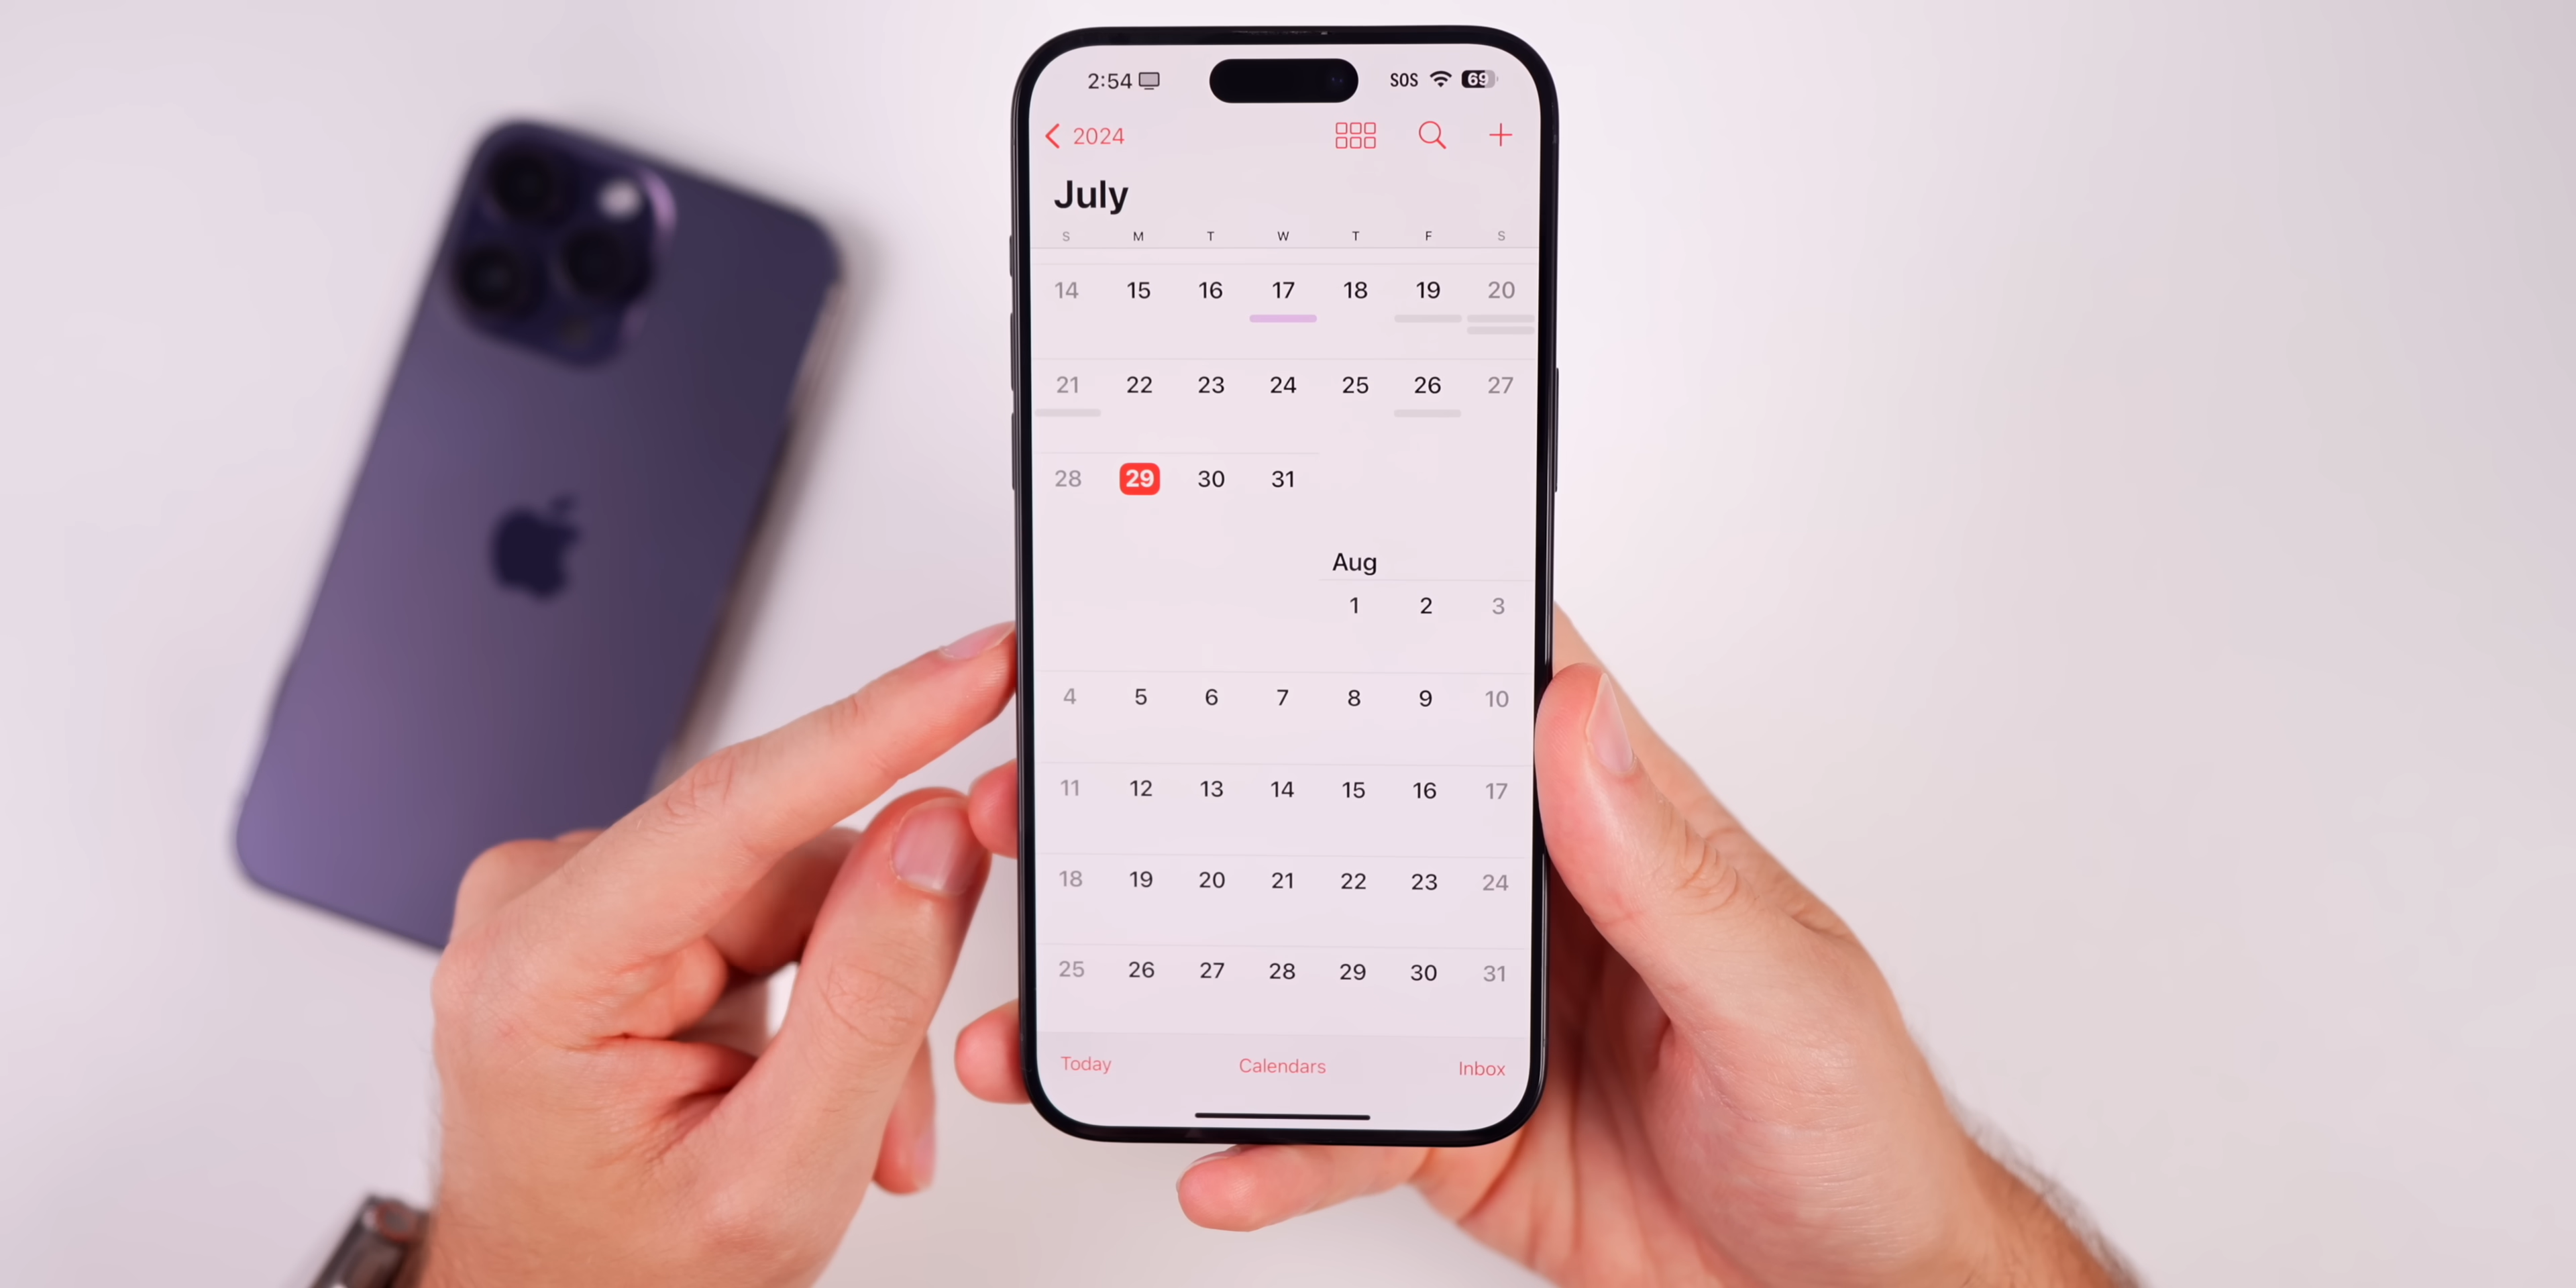 2:54 SOS 69
2024
July
S M T W T F S
14 15 16 17 18 19 20
21 22 23 24 25 26 27
28 29 30 31
Aug
1 2 3
4 5 6 7 8 9 10
11 12 13 14 15 16 17
18 19 20 21 22 23 24
25 26 27 28 29 30 31
Today Calendars Inbox